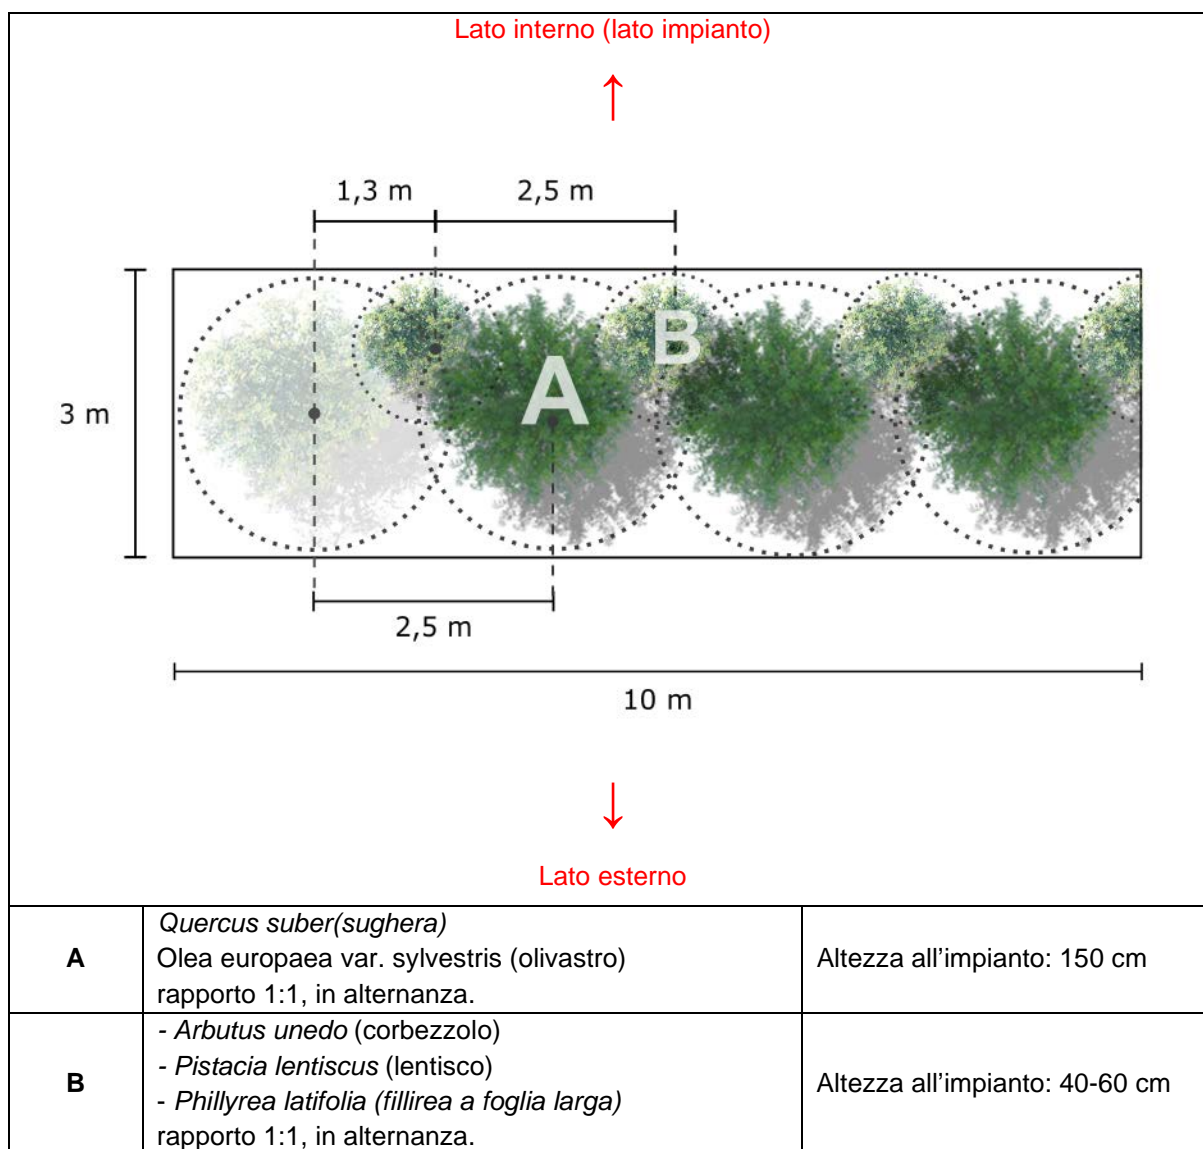 Lato interno (lato impianto)
↑
1,3 m
2,5 m
3 m
A
B
2,5 m
10 m
↓
Lato esterno
A
Quercus suber(sughera)
Olea europaea var. sylvestris (olivastro)
rapporto 1:1, in alternanza.
Altezza all'impianto: 150 cm
B
- Arbutus unedo (corbezzolo)
- Pistacia lentiscus (lentisco)
- Phillyrea latifolia (fillirea a foglia larga)
rapporto 1:1, in alternanza.
Altezza all'impianto: 40-60 cm